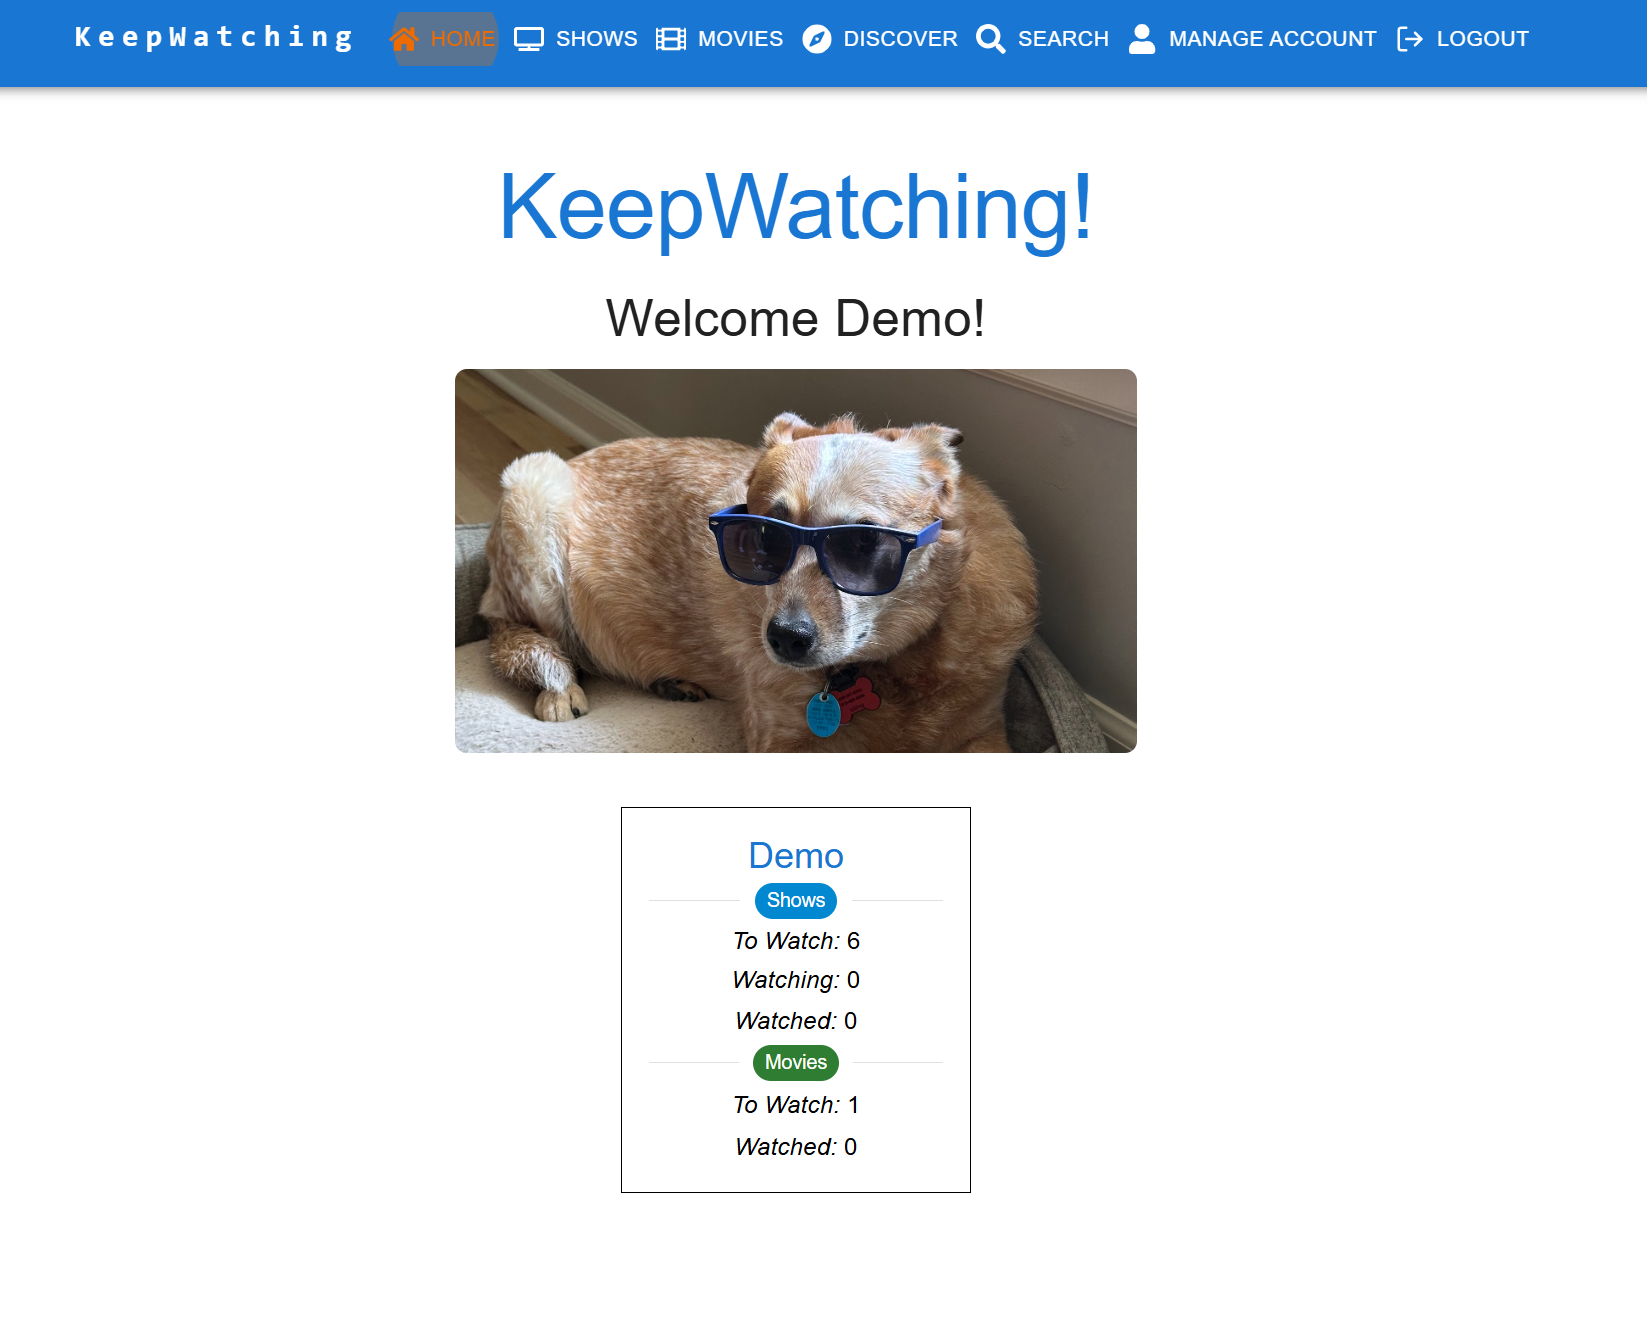 KeepWatching HOME SHOWS MOVIES DISCOVER SEARCH MANAGE ACCOUNT LOGOUT
KeepWatching!
Welcome Demo!
Demo
Shows
To Watch: 6
Watching: 0
Watched: 0
Movies
To Watch: 1
Watched: 0